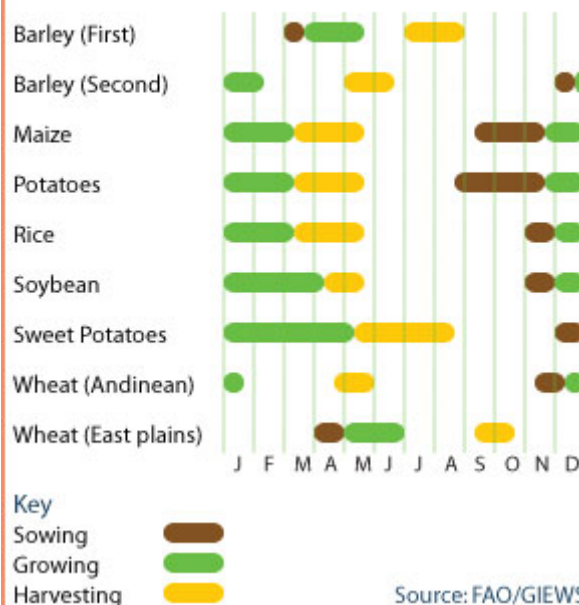 Barley (First)
Barley (Second)
Maize
Potatoes
Rice
Soybean
Sweet Potatoes
Wheat (Andinean)
Wheat (East plains)
J F M A M J J A S O N D
Key
Sowing
Growing
Harvesting
Source: FAO/GIEWS